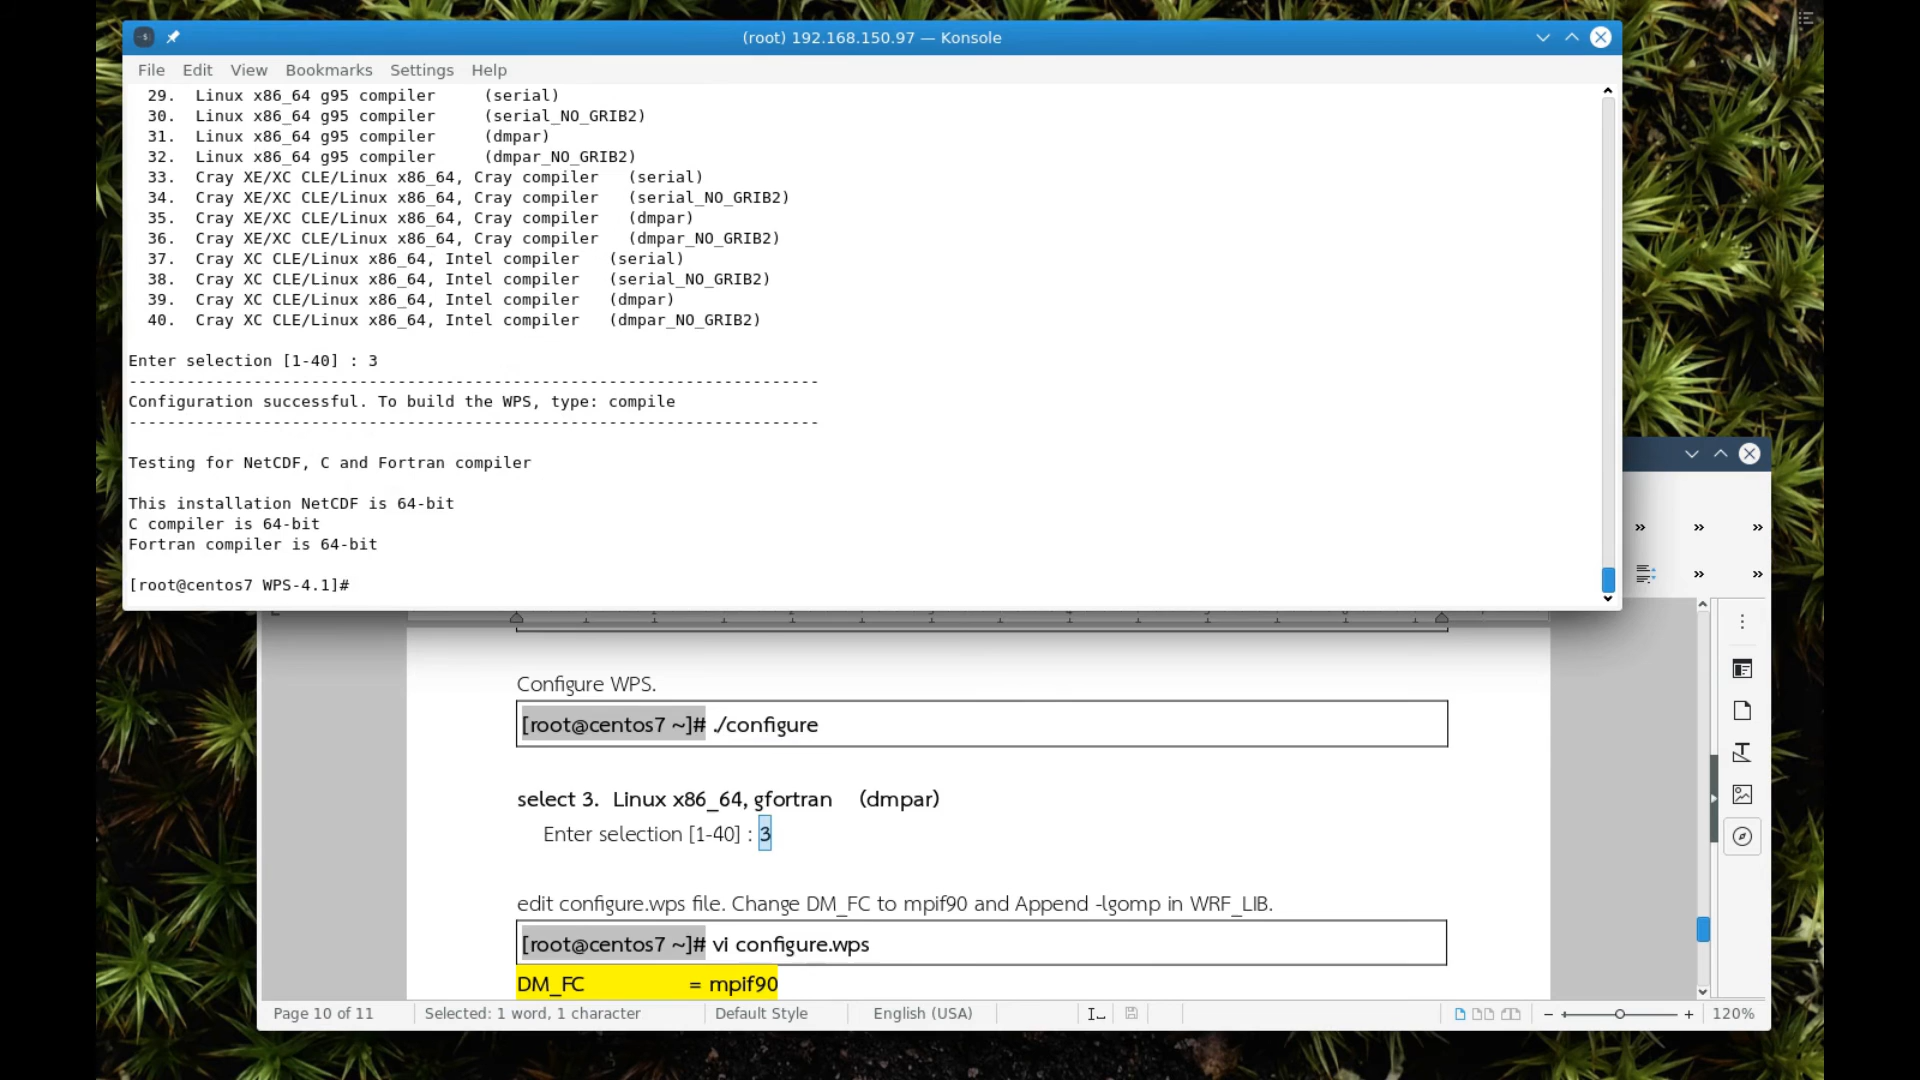 (root) 192.168.150.97 — Konsole
File Edit View Bookmarks Settings Help
29. Linux x86_64 g95 compiler (serial)
30. Linux x86_64 g95 compiler (serial_NO_GRIB2)
31. Linux x86_64 g95 compiler (dmpar)
32. Linux x86_64 g95 compiler (dmpar_NO_GRIB2)
33. Cray XE/XC CLE/Linux x86_64, Cray compiler (serial)
34. Cray XE/XC CLE/Linux x86_64, Cray compiler (serial_NO_GRIB2)
35. Cray XE/XC CLE/Linux x86_64, Cray compiler (dmpar)
36. Cray XE/XC CLE/Linux x86_64, Cray compiler (dmpar_NO_GRIB2)
37. Cray XC CLE/Linux x86_64, Intel compiler (serial)
38. Cray XC CLE/Linux x86_64, Intel compiler (serial_NO_GRIB2)
39. Cray XC CLE/Linux x86_64, Intel compiler (dmpar)
40. Cray XC CLE/Linux x86_64, Intel compiler (dmpar_NO_GRIB2)
Enter selection [1-40] : 3
------------------------------------------------------------------------
Configuration successful. To build the WPS, type: compile
------------------------------------------------------------------------
Testing for NetCDF, C and Fortran compiler
This installation NetCDF is 64-bit
C compiler is 64-bit
Fortran compiler is 64-bit
[root@centos7 WPS-4.1]#
Configure WPS.
[root@centos7 ~]# ./configure
select 3. Linux x86_64, gfortran (dmpar)
Enter selection [1-40] : 3
edit configure.wps file. Change DM_FC to mpif90 and Append -lgomp in WRF_LIB.
[root@centos7 ~]# vi configure.wps
DM_FC = mpif90
Page 10 of 11 Selected: 1 word, 1 character Default Style English (USA) 120%